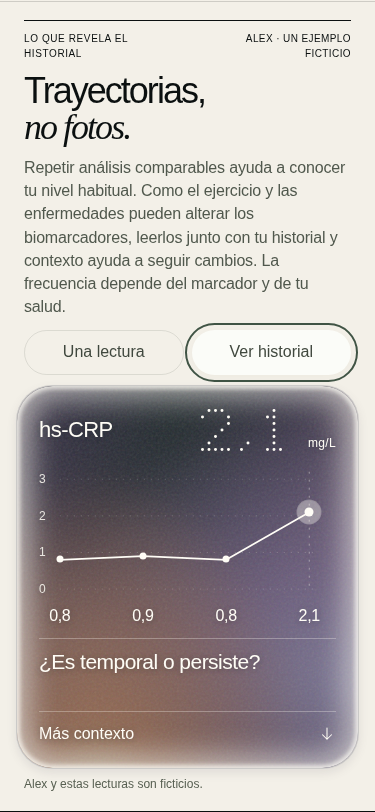 LO QUE REVELA EL
HISTORIAL
ALEX · UN EJEMPLO
FICTICIO
Trayectorias,
no fotos.
Repetir análisis comparables ayuda a conocer
tu nivel habitual. Como el ejercicio y las
enfermedades pueden alterar los
biomarcadores, leerlos junto con tu historial y
contexto ayuda a seguir cambios. La
frecuencia depende del marcador y de tu
salud.
Una lectura
Ver historial
hs-CRP
2.1
mg/L
3
2
1
0
0,8
0,9
0,8
2,1
¿Es temporal o persiste?
Más contexto
Alex y estas lecturas son ficticios.